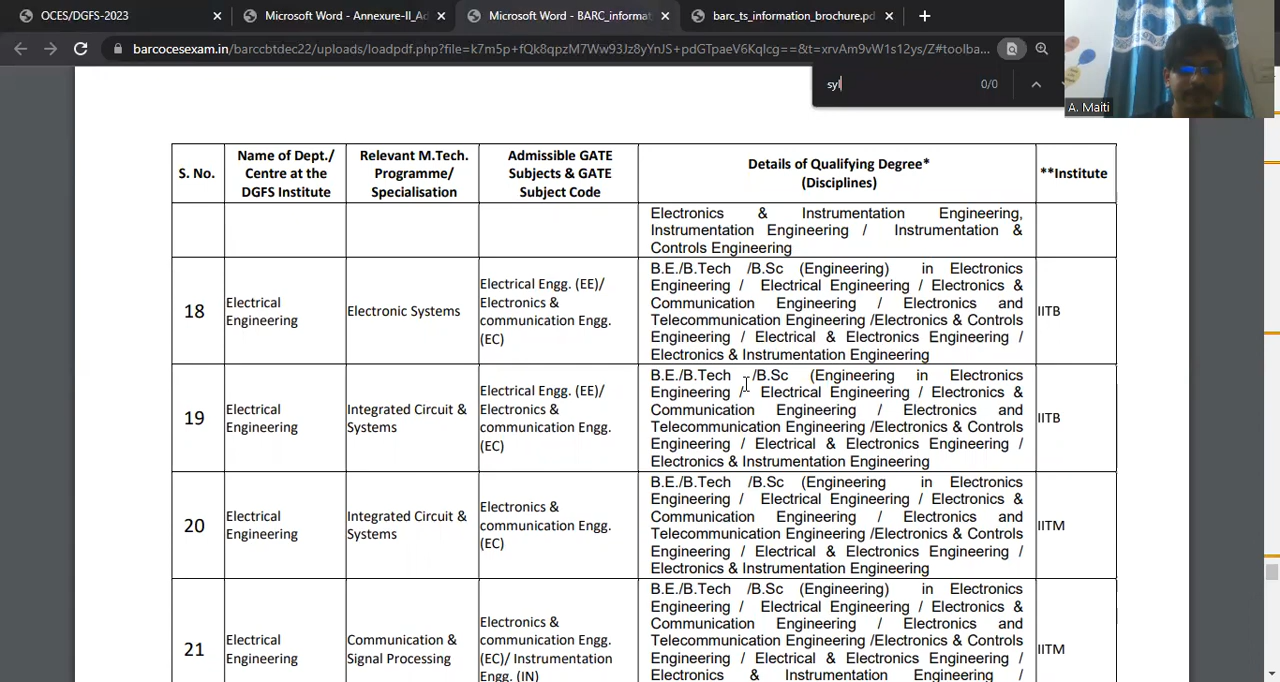 OCES/DGFS-2023
Microsoft Word - Annexure-II_Ad
Microsoft Word - BARC_informat
barc_ts_information_brochure.pd
barcocesexam.in/barccbtdec22/uploads/loadpdf.php?file=k7m5p+fQk8qpzM7Ww93Jz8yYnJS+pdGTpaeV6Kqlcg==&t=xrvAm9vW1s12ys/Z#toolba...
syl
0/0
A. Maiti
S. No.
Name of Dept./
Centre at the
DGFS Institute
Relevant M.Tech.
Programme/
Specialisation
Admissible GATE
Subjects & GATE
Subject Code
Details of Qualifying Degree*
(Disciplines)
**Institute
Electronics & Instrumentation Engineering,
Instrumentation Engineering / Instrumentation &
Controls Engineering
18
Electrical
Engineering
Electronic Systems
Electrical Engg. (EE)/
Electronics &
communication Engg.
(EC)
B.E./B.Tech /B.Sc (Engineering) in Electronics
Engineering / Electrical Engineering / Electronics &
Communication Engineering / Electronics and
Telecommunication Engineering /Electronics & Controls
Engineering / Electrical & Electronics Engineering /
Electronics & Instrumentation Engineering
IITB
19
Electrical
Engineering
Integrated Circuit &
Systems
Electrical Engg. (EE)/
Electronics &
communication Engg.
(EC)
B.E./B.Tech /B.Sc (Engineering in Electronics
Engineering / Electrical Engineering / Electronics &
Communication Engineering / Electronics and
Telecommunication Engineering /Electronics & Controls
Engineering / Electrical & Electronics Engineering /
Electronics & Instrumentation Engineering
IITB
20
Electrical
Engineering
Integrated Circuit &
Systems
Electronics &
communication Engg.
(EC)
B.E./B.Tech /B.Sc (Engineering in Electronics
Engineering / Electrical Engineering / Electronics &
Communication Engineering / Electronics and
Telecommunication Engineering /Electronics & Controls
Engineering / Electrical & Electronics Engineering /
Electronics & Instrumentation Engineering
IITM
21
Electrical
Engineering
Communication &
Signal Processing
Electronics &
communication Engg.
(EC)/ Instrumentation
Engg. (IN)
B.E./B.Tech /B.Sc (Engineering) in Electronics
Engineering / Electrical Engineering / Electronics &
Communication Engineering / Electronics and
Telecommunication Engineering /Electronics & Controls
Engineering / Electrical & Electronics Engineering /
Electronics & Instrumentation Engineering /
IITM